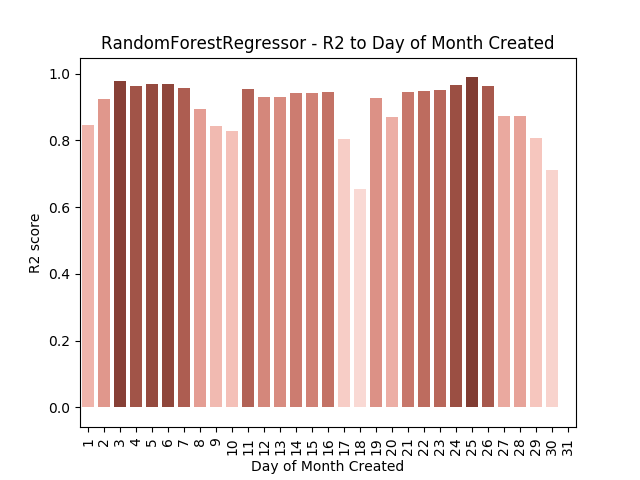 RandomForestRegressor - R2 to Day of Month Created
1.0
0.8
0.6
0.4
0.2
0.0
R2 score
1 2 3 4 5 6 7 8 9 10 11 12 13 14 15 16 17 18 19 20 21 22 23 24 25 26 27 28 29 30 31
Day of Month Created